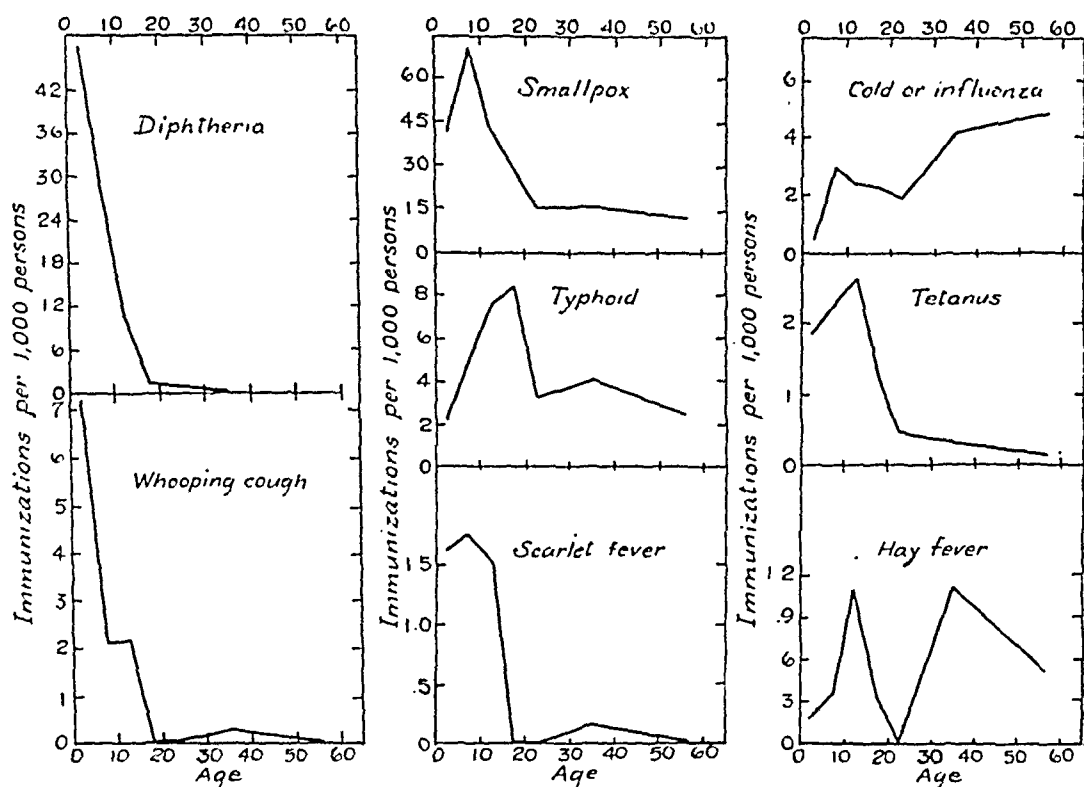 0 10 20 30 40 50 60
0 10 20 30 40 50 60
0 10 20 30 40 50 60
Immunizations per 1,000 persons
42
36
30
24
18
12
6
0
Diphtheria
7
6
5
4
3
2
1
0
Whooping cough
0 10 20 30 40 50 60
Age
Immunizations per 1,000 persons
60
45
30
15
0
Smallpox
8
6
4
2
0
Typhoid
1.5
1.0
.5
0
Scarlet fever
0 10 20 30 40 50 60
Age
Immunizations per 1,000 persons
6
4
2
0
Cold or influenza
2
1
0
Tetanus
1.2
.9
.6
.3
0
Hay fever
0 10 20 30 40 50 60
Age